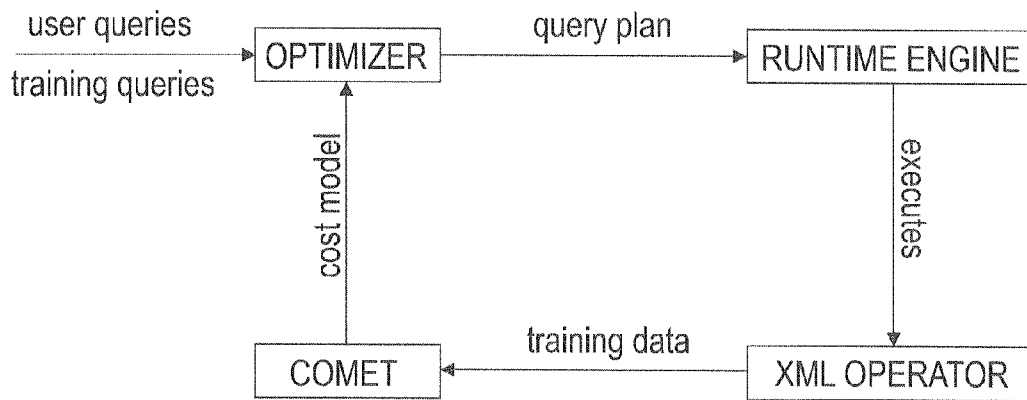 user queries
training queries
OPTIMIZER
query plan
RUNTIME ENGINE
cost model
executes
COMET
training data
XML OPERATOR